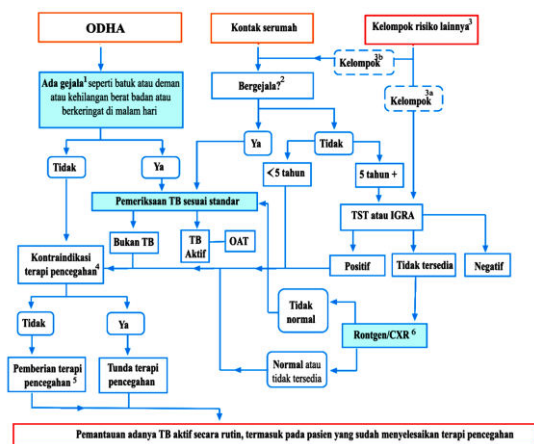 ODHA
Kontak serumah
Kelompok risiko lainnya³
Kelompok³ᵇ
Ada gejala¹ seperti batuk atau demam
atau kehilangan berat badan atau
berkeringat di malam hari
Bergejala?²
Kelompok³ᵃ
Ya
Tidak
Tidak
Ya
<5 tahun
5 tahun +
Pemeriksaan TB sesuai standar
TST atau IGRA
Bukan TB
TB
Aktif
OAT
Kontraindikasi
terapi pencegahan⁴
Positif
Tidak tersedia
Negatif
Tidak
normal
Tidak
Ya
Rontgen/CXR ⁶
Pemberian terapi
pencegahan ⁵
Tunda terapi
pencegahan
Normal atau
tidak tersedia
Pemantauan adanya TB aktif secara rutin, termasuk pada pasien yang sudah menyelesaikan terapi pencegahan